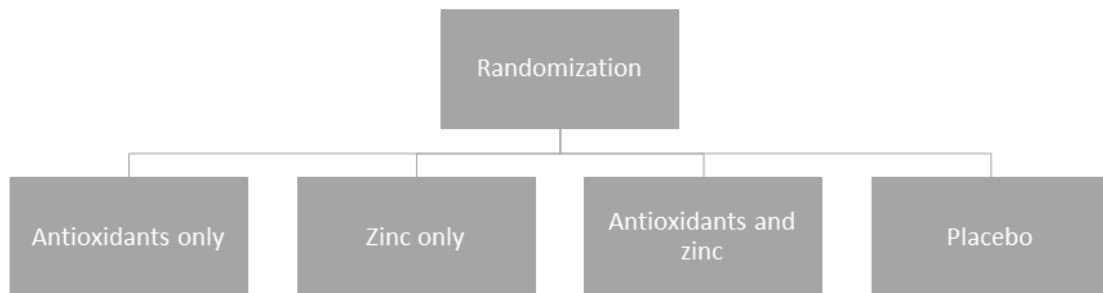 Randomization
Antioxidants only
Zinc only
Antioxidants and
zinc
Placebo